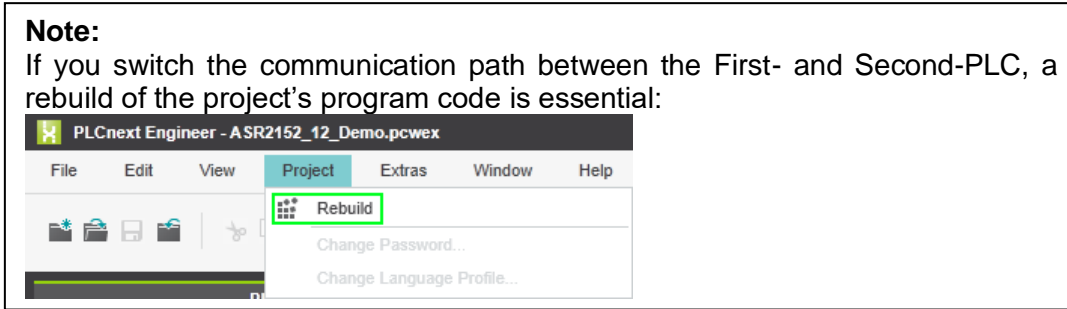 Note:
If you switch the communication path between the First- and Second-PLC, a
rebuild of the project's program code is essential:
PLCnext Engineer - ASR2152_12_Demo.pcwex
File Edit View Project Extras Window Help
Rebuild
Change Password...
Change Language Profile...